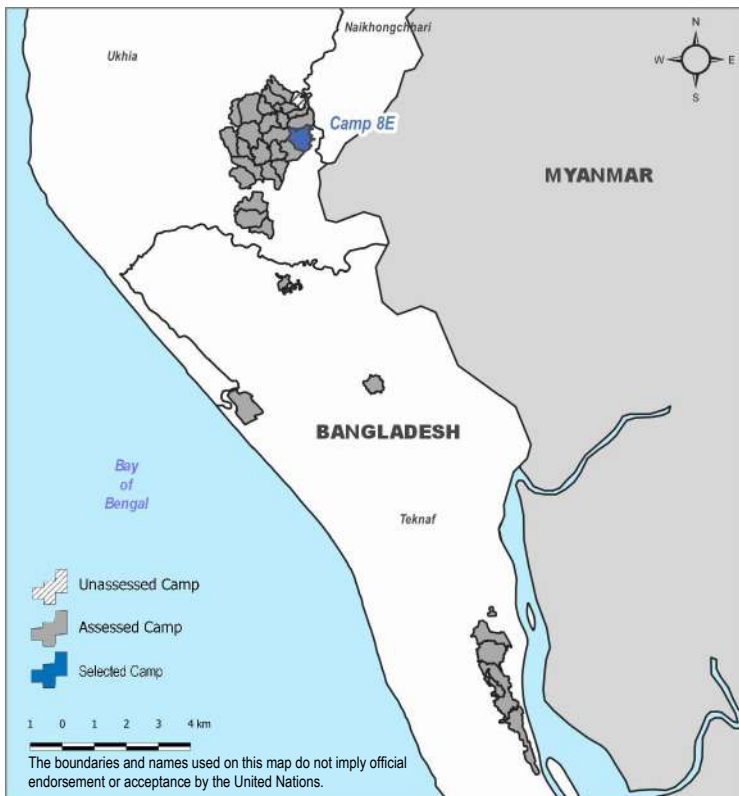 Naikhongchhari
Ukhia
N
W
E
S
Camp 8E
MYANMAR
BANGLADESH
Bay
of
Bengal
Teknaf
Unassessed Camp
Assessed Camp
Selected Camp
1 0 1 2 3 4 km
The boundaries and names used on this map do not imply official
endorsement or acceptance by the United Nations.